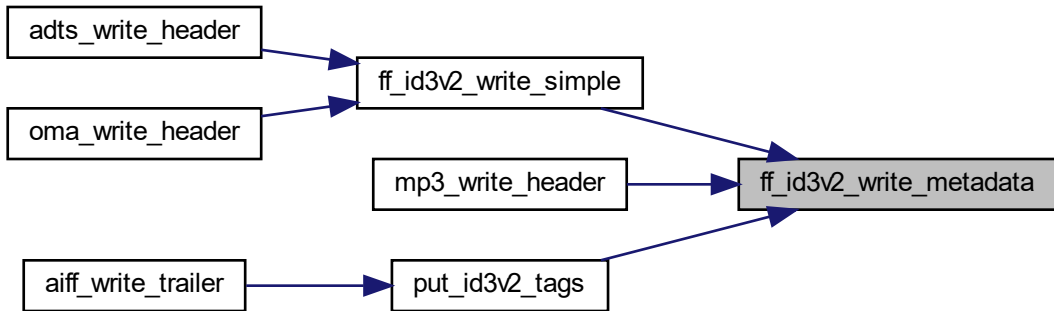 adts_write_header
ff_id3v2_write_simple
oma_write_header
mp3_write_header
ff_id3v2_write_metadata
aiff_write_trailer
put_id3v2_tags